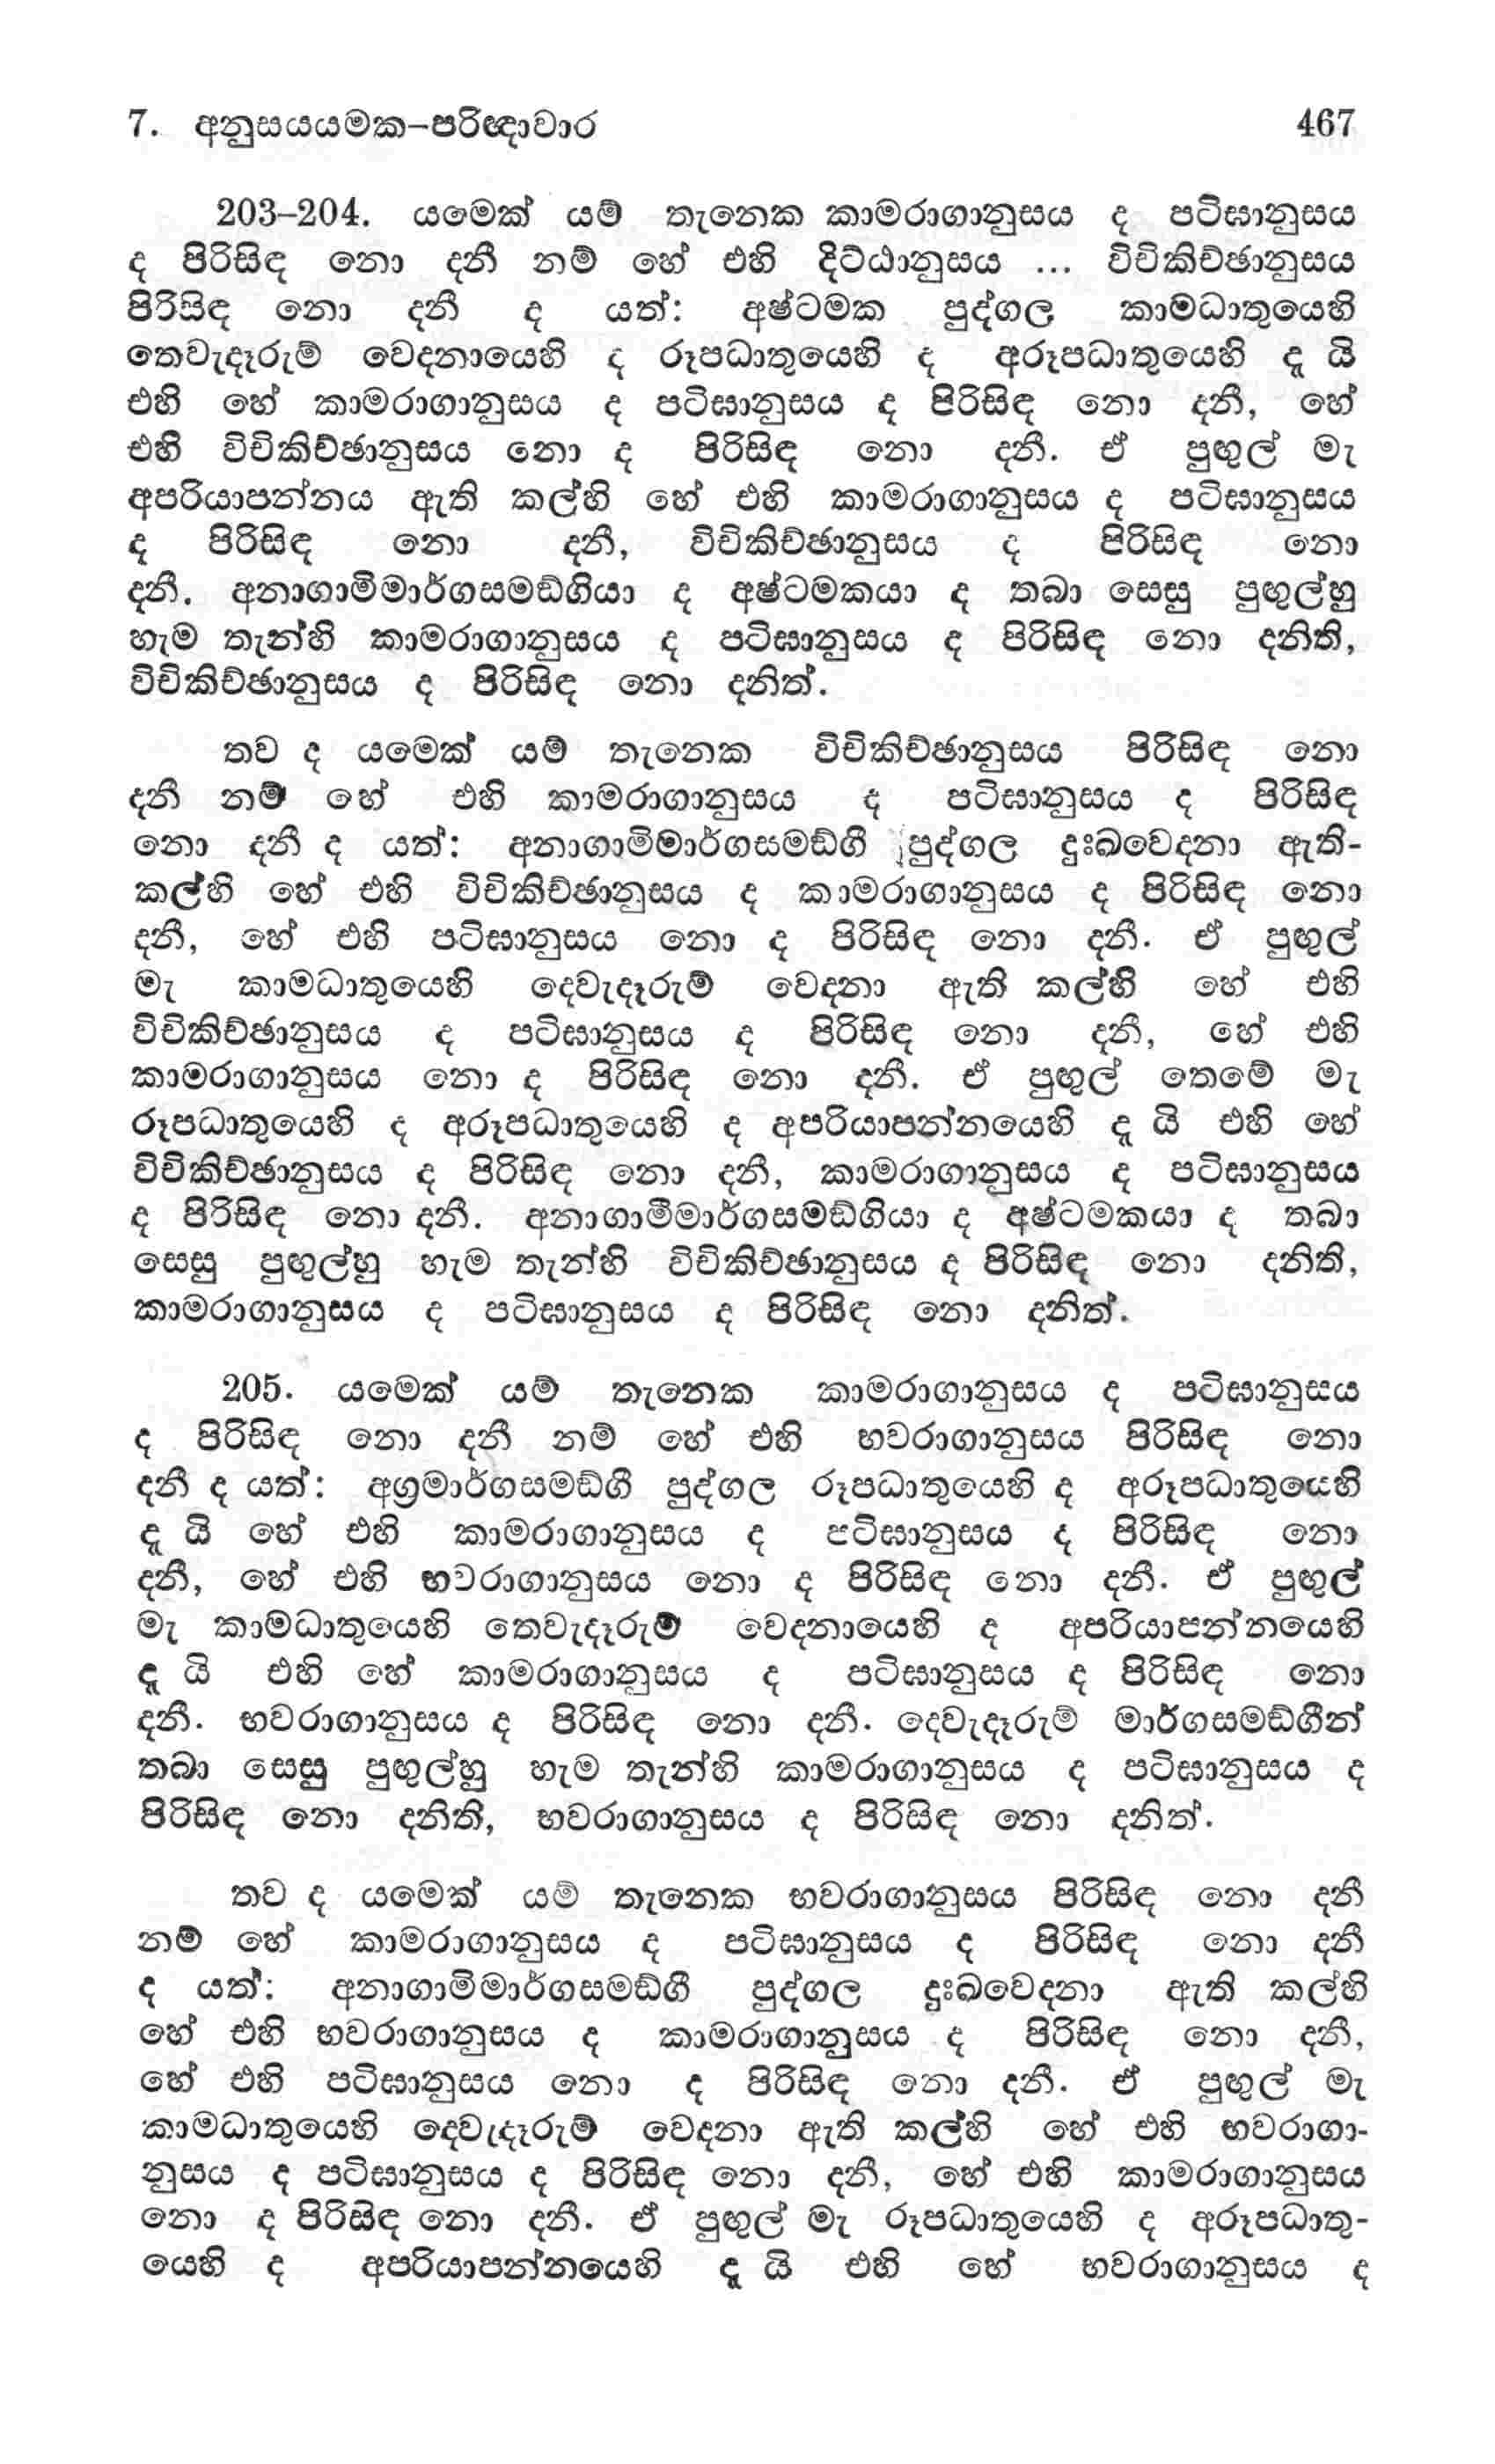 7. අනුසයයමක–පරිඥාවාර 467
203–204. යමෙක් යම් තැනෙක කාමරාගානුසය ද පටිඝානුසය
ද පිරිසිඳ නො දනී නම් හේ එහි දිට්ඨානුසය ... විචිකිච්ඡානුසය
පිරිසිඳ නො දනී ද යත්: අෂ්ටමක පුද්ගල කාමධාතුයෙහි
තෙවැදෑරුම් වෙදනායෙහි ද රූපධාතුයෙහි ද අරූපධාතුයෙහි දැ යි
එහි හේ කාමරාගානුසය ද පටිඝානුසය ද පිරිසිඳ නො දනී, හේ
එහි විචිකිච්ඡානුසය නො ද පිරිසිඳ නො දනී. ඒ පුඟුල් මැ
අපරියාපන්නය ඇති කල්හි හේ එහි කාමරාගානුසය ද පටිඝානුසය
ද පිරිසිඳ නො දනී, විචිකිච්ඡානුසය ද පිරිසිඳ නො
දනී. අනාගාමිමාර්ගසමඞ්ගියා ද අෂ්ටමකයා ද තබා සෙසු පුඟුල්හු
හැම තැන්හි කාමරාගානුසය ද පටිඝානුසය ද පිරිසිඳ නො දනිති,
විචිකිච්ඡානුසය ද පිරිසිඳ නො දනිත්.
තව ද යමෙක් යම් තැනෙක විචිකිච්ඡානුසය පිරිසිඳ නො
දනී නම් හේ එහි කාමරාගානුසය ද පටිඝානුසය ද පිරිසිඳ
නො දනී ද යත්: අනාගාමිමාර්ගසමඞ්ගී පුද්ගල දුඃඛවෙදනා ඇති-
කල්හි හේ එහි විචිකිච්ඡානුසය ද කාමරාගානුසය ද පිරිසිඳ නො
දනී, හේ එහි පටිඝානුසය නො ද පිරිසිඳ නො දනී. ඒ පුඟුල්
මැ කාමධාතුයෙහි දෙවැදෑරුම් වෙදනා ඇති කල්හි හේ එහි
විචිකිච්ඡානුසය ද පටිඝානුසය ද පිරිසිඳ නො දනී, හේ එහි
කාමරාගානුසය නො ද පිරිසිඳ නො දනී. ඒ පුඟුල් තෙමේ මැ
රූපධාතුයෙහි ද අරූපධාතුයෙහි ද අපරියාපන්නයෙහි දැ යි එහි හේ
විචිකිච්ඡානුසය ද පිරිසිඳ නො දනී, කාමරාගානුසය ද පටිඝානුසය
ද පිරිසිඳ නො දනී. අනාගාමීමාර්ගසමඞ්ගියා ද අෂ්ටමකයා ද තබා
සෙසු පුඟුල්හු හැම තැන්හි විචිකිච්ඡානුසය ද පිරිසිඳ නො දනිති,
කාමරාගානුසය ද පටිඝානුසය ද පිරිසිඳ නො දනිත්.
205. යමෙක් යම් තැනෙක කාමරාගානුසය ද පටිඝානුසය
ද පිරිසිඳ නො දනී නම් හේ එහි භවරාගානුසය පිරිසිඳ නො
දනී ද යත්: අග්‍රමාර්ගසමඞ්ගී පුද්ගල රූපධාතුයෙහි ද අරූපධාතුයෙහි
දැ යි හේ එහි කාමරාගානුසය ද පටිඝානුසය ද පිරිසිඳ නො
දනී, හේ එහි භවරාගානුසය නො ද පිරිසිඳ නො දනී. ඒ පුඟුල්
මැ කාමධාතුයෙහි තෙවැදෑරුම් වෙදනායෙහි ද අපරියාපන්නයෙහි
දැ යි එහි හේ කාමරාගානුසය ද පටිඝානුසය ද පිරිසිඳ නො
දනී. භවරාගානුසය ද පිරිසිඳ නො දනී. දෙවැදෑරුම් මාර්ගසමඞ්ගීන්
තබා සෙසු පුඟුල්හු හැම තැන්හි කාමරාගානුසය ද පටිඝානුසය ද
පිරිසිඳ නො දනිති, භවරාගානුසය ද පිරිසිඳ නො දනිත්.
තව ද යමෙක් යම් තැනෙක භවරාගානුසය පිරිසිඳ නො දනී
නම් හේ කාමරාගානුසය ද පටිඝානුසය ද පිරිසිඳ නො දනී
ද යත්: අනාගාමිමාර්ගසමඞ්ගී පුද්ගල දුඃඛවෙදනා ඇති කල්හි
හේ එහි භවරාගානුසය ද කාමරාගානුසය ද පිරිසිඳ නො දනී,
හේ එහි පටිඝානුසය නො ද පිරිසිඳ නො දනී. ඒ පුඟුල් මැ
කාමධාතුයෙහි දෙවැදෑරුම් වෙදනා ඇති කල්හි හේ එහි භවරාගා-
නුසය ද පටිඝානුසය ද පිරිසිඳ නො දනී, හේ එහි කාමරාගානුසය
නො ද පිරිසිඳ නො දනී. ඒ පුඟුල් මැ රූපධාතුයෙහි ද අරූපධාතු-
යෙහි ද අපරියාපන්නයෙහි දැ යි එහි හේ භවරාගානුසය ද